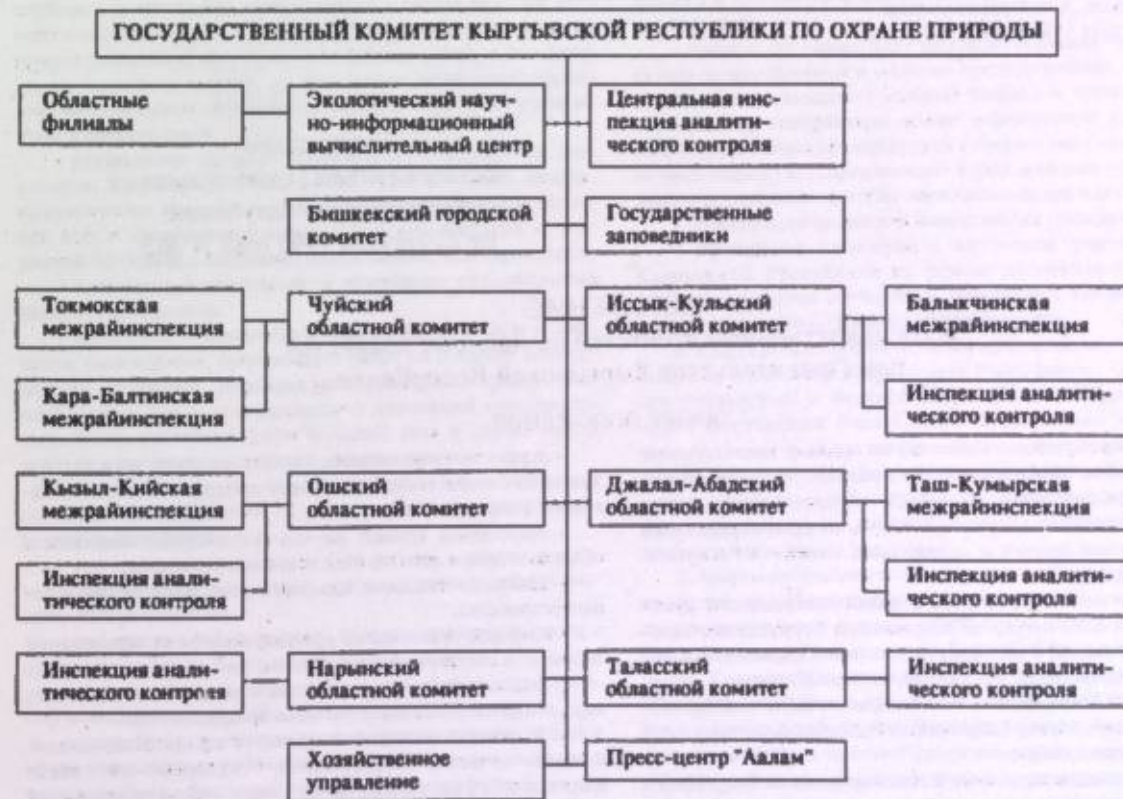 ГОСУДАРСТВЕННЫЙ КОМИТЕТ КЫРГЫЗСКОЙ РЕСПУБЛИКИ ПО ОХРАНЕ ПРИРОДЫ
Областные
филиалы
Экологический науч-
но-информационный
вычислительный центр
Центральная инс-
пекция аналити-
ческого контроля
Бишкекский городской
комитет
Государственные
заповедники
Токмокская
межрайинспекция
Чуйский
областной комитет
Иссык-Кульский
областной комитет
Балыкчинская
межрайинспекция
Кара-Балтинская
межрайинспекция
Инспекция аналити-
ческого контроля
Кызыл-Кийская
межрайинспекция
Ошский
областной комитет
Джалал-Абадский
областной комитет
Таш-Кумырская
межрайинспекция
Инспекция анали-
тического контроля
Инспекция аналити-
ческого контроля
Инспекция анали-
тического контроля
Нарынский
областной комитет
Таласский
областной комитет
Инспекция аналити-
ческого контроля
Хозяйственное
управление
Пресс-центр "Аалам"